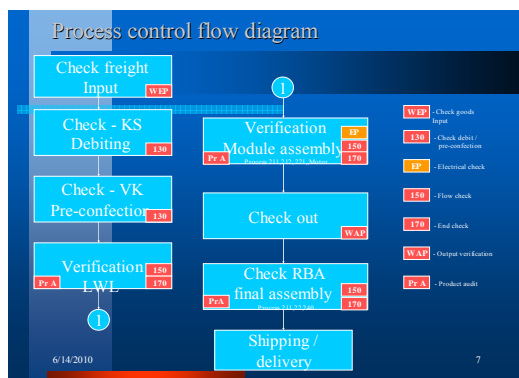 Process control flow diagram
Check freight
Input
WEP
Check - KS
Debiting
130
Check - VK
Pre-confection
130
Verification
LWL
150
170
Pr A
1
1
Verification
Module assembly
EP
150
170
Pr A
Check out
WAP
Check RBA
final assembly
150
170
PrA
Shipping /
delivery
WEP - Check goods
Input
130 - Check debit /
pre-confection
EP - Electrical check
150 - Flow check
170 - End check
WAP - Output verification
Pr A - Product audit
6/14/2010
7